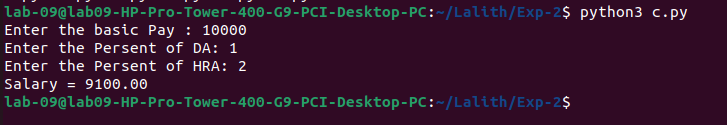 lab-09@lab09-HP-Pro-Tower-400-G9-PCI-Desktop-PC:~/Lalith/Exp-2$ python3 c.py
Enter the basic Pay : 10000
Enter the Persent of DA: 1
Enter the Persent of HRA: 2
Salary = 9100.00
lab-09@lab09-HP-Pro-Tower-400-G9-PCI-Desktop-PC:~/Lalith/Exp-2$